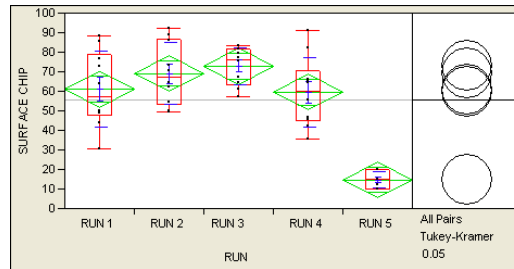 SURFACE CHIP
100
90
80
70
60
50
40
30
20
10
0
RUN 1 RUN 2 RUN 3 RUN 4 RUN 5
RUN
All Pairs
Tukey-Kramer
0.05